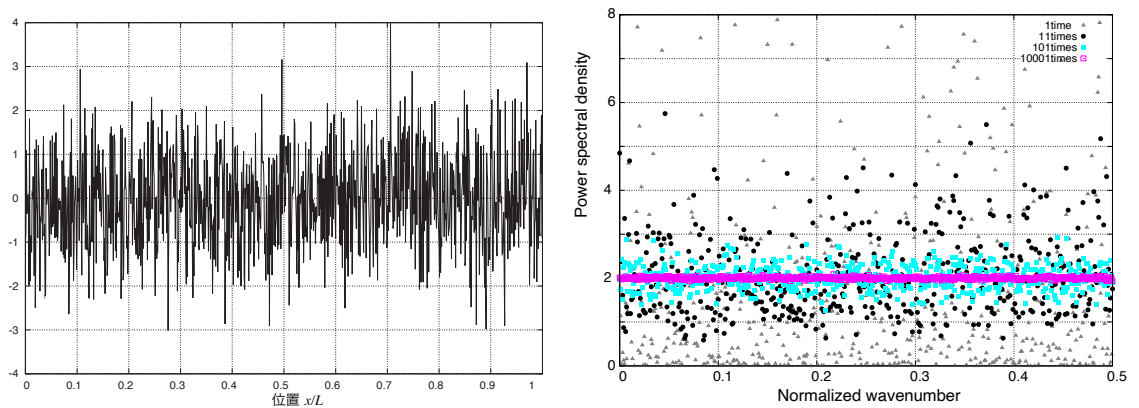 4
3
2
1
0
-1
-2
-3
-4
0 0.1 0.2 0.3 0.4 0.5 0.6 0.7 0.8 0.9 1
位置 x/L
8
6
4
2
0
Power spectral density
1time
11times
101times
10001times
0 0.1 0.2 0.3 0.4 0.5
Normalized wavenumber